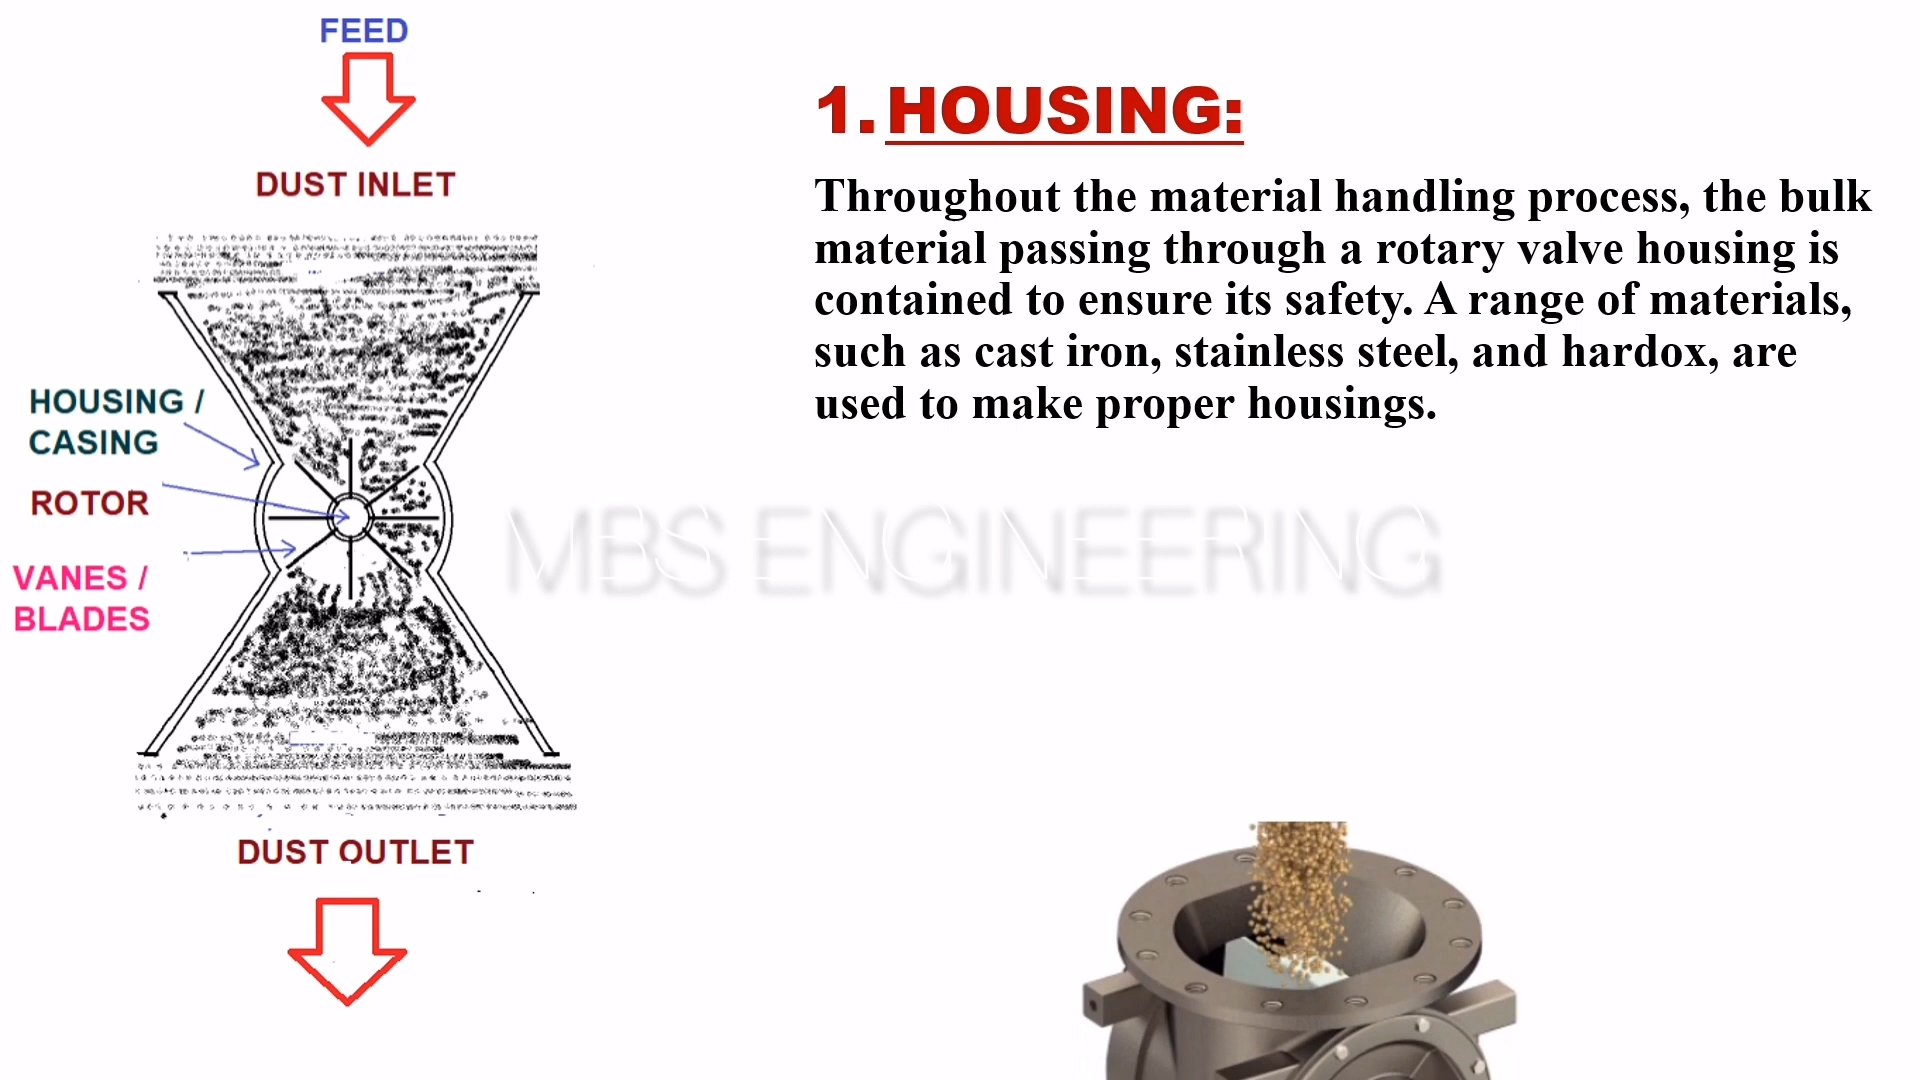 FEED
DUST INLET
HOUSING /
CASING
ROTOR
VANES /
BLADES
DUST OUTLET
1. HOUSING:
Throughout the material handling process, the bulk
material passing through a rotary valve housing is
contained to ensure its safety. A range of materials,
such as cast iron, stainless steel, and hardox, are
used to make proper housings.
MBS ENGINEERING